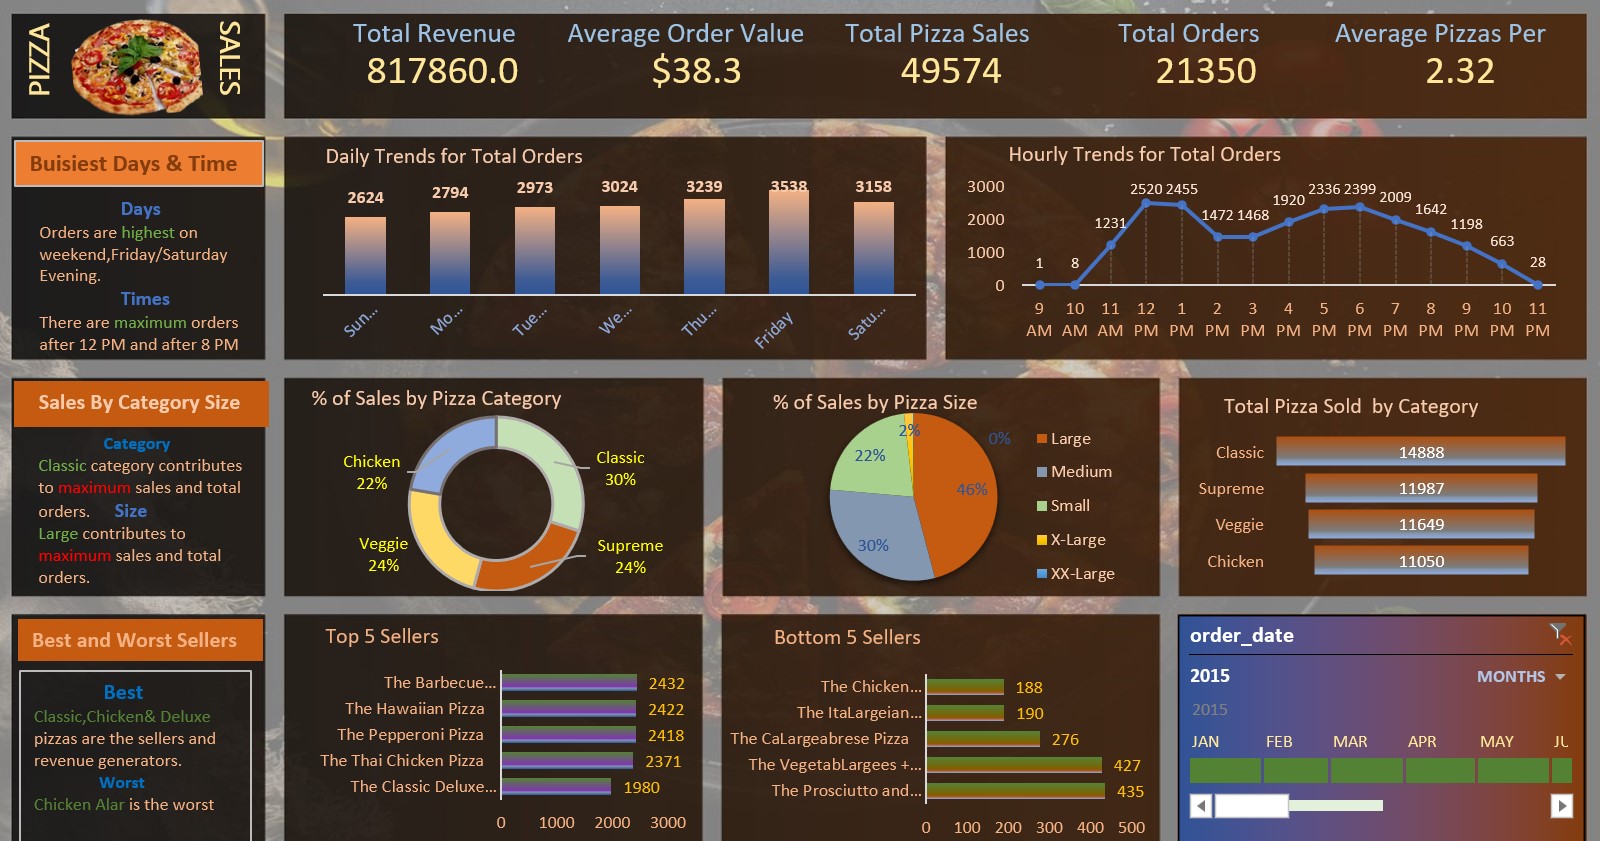 PIZZA
SALES
Total Revenue
817860.0
Average Order Value
$38.3
Total Pizza Sales
49574
Total Orders
21350
Average Pizzas Per
2.32
Buisiest Days & Time
Days
Orders are highest on
weekend,Friday/Saturday
Evening.
Times
There are maximum orders
after 12 PM and after 8 PM
Daily Trends for Total Orders
2624 2794 2973 3024 3239 3538 3158
Sun... Mo... Tue... We... Thu... Friday Satu...
Hourly Trends for Total Orders
3000
2000
1000
0
1 8 1231 2520 2455 1472 1468 1920 2336 2399 2009 1642 1198 663 28
9 10 11 12 1 2 3 4 5 6 7 8 9 10 11
AM AM AM PM PM PM PM PM PM PM PM PM PM PM PM
Sales By Category Size
Category
Classic category contributes
to maximum sales and total
orders. Size
Large contributes to
maximum sales and total
orders.
% of Sales by Pizza Category
Chicken
22%
Classic
30%
Veggie
24%
Supreme
24%
% of Sales by Pizza Size
2%
0%
22%
46%
30%
Large
Medium
Small
X-Large
XX-Large
Total Pizza Sold by Category
Classic 14888
Supreme 11987
Veggie 11649
Chicken 11050
Best and Worst Sellers
Best
Classic,Chicken& Deluxe
pizzas are the sellers and
revenue generators.
Worst
Chicken Alar is the worst
Top 5 Sellers
The Barbecue... 2432
The Hawaiian Pizza 2422
The Pepperoni Pizza 2418
The Thai Chicken Pizza 2371
The Classic Deluxe... 1980
0 1000 2000 3000
Bottom 5 Sellers
The Chicken... 188
The ItaLargeian... 190
The CaLargeabrese Pizza 276
The VegetabLargees +... 427
The Prosciutto and... 435
0 100 200 300 400 500
order_date
2015 MONTHS
2015
JAN FEB MAR APR MAY JU